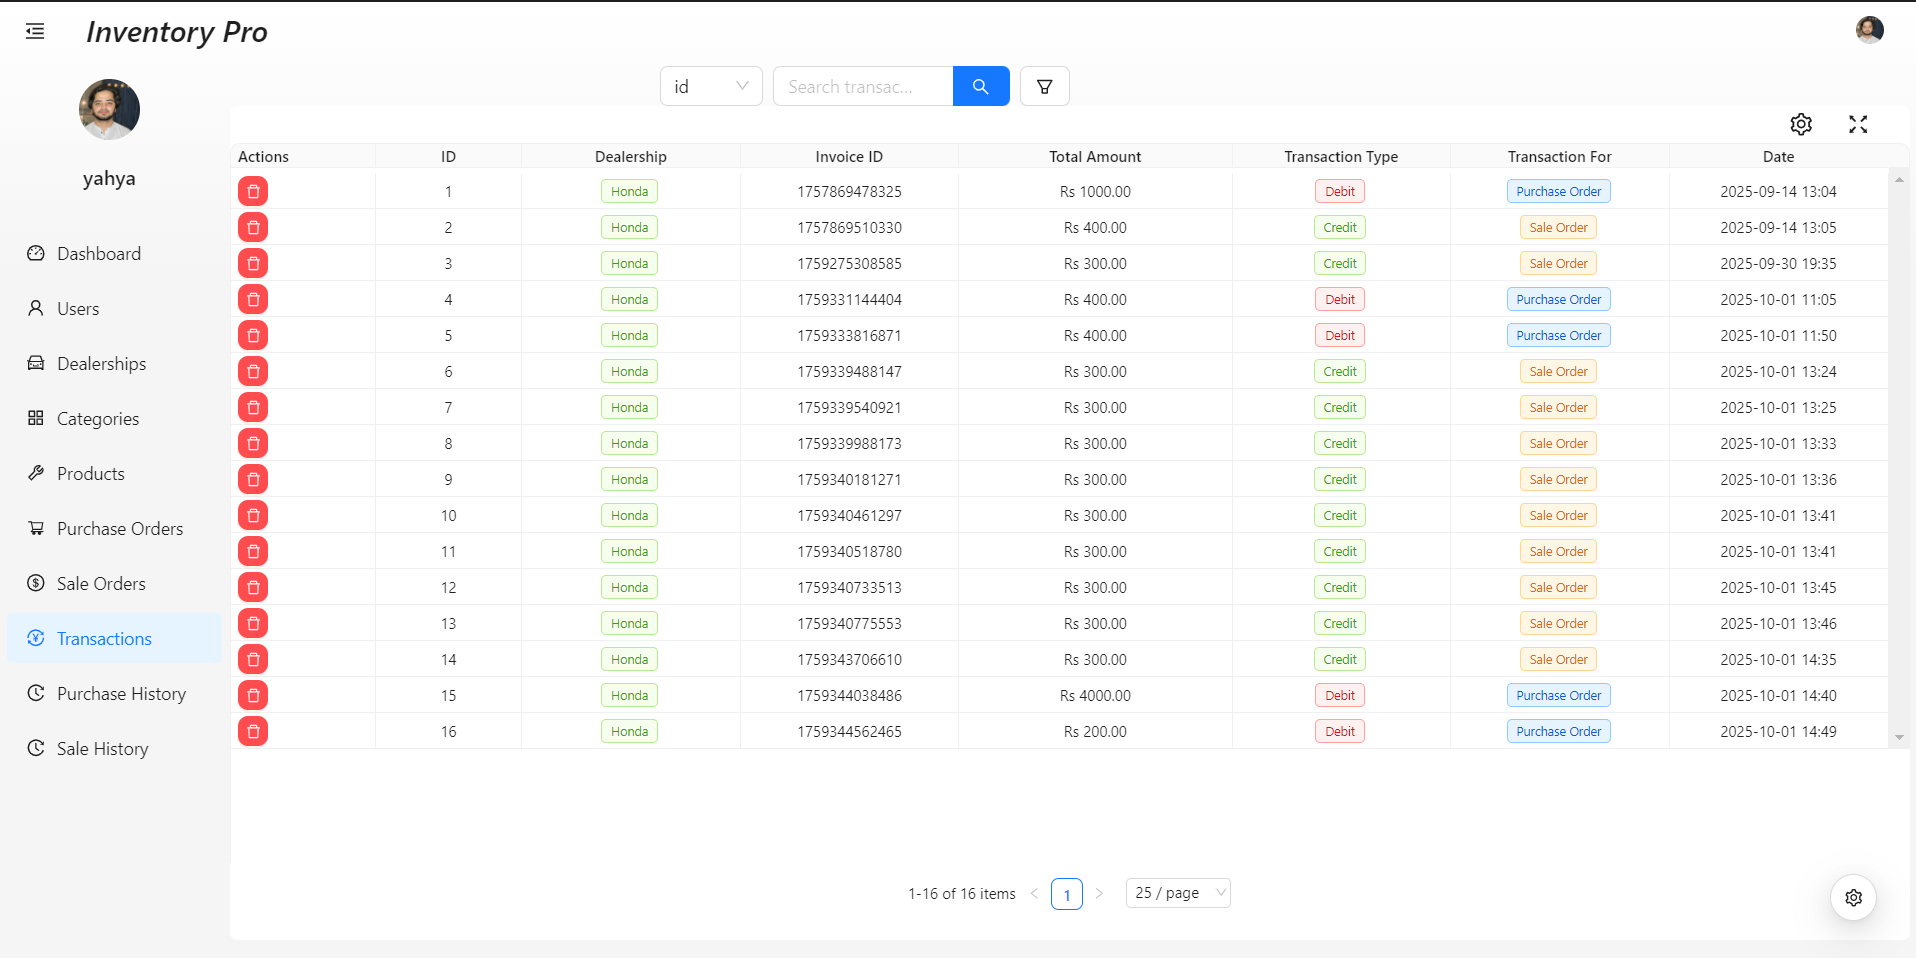 Inventory Pro
yahya
Dashboard
Users
Dealerships
Categories
Products
Purchase Orders
Sale Orders
Transactions
Purchase History
Sale History
id Search transac...
Actions ID Dealership Invoice ID Total Amount Transaction Type Transaction For Date
1 Honda 1757869478325 Rs 1000.00 Debit Purchase Order 2025-09-14 13:04
2 Honda 1757869510330 Rs 400.00 Credit Sale Order 2025-09-14 13:05
3 Honda 1759275308585 Rs 300.00 Credit Sale Order 2025-09-30 19:35
4 Honda 1759331144404 Rs 400.00 Debit Purchase Order 2025-10-01 11:05
5 Honda 1759333816871 Rs 400.00 Debit Purchase Order 2025-10-01 11:50
6 Honda 1759339488147 Rs 300.00 Credit Sale Order 2025-10-01 13:24
7 Honda 1759339540921 Rs 300.00 Credit Sale Order 2025-10-01 13:25
8 Honda 1759339988173 Rs 300.00 Credit Sale Order 2025-10-01 13:33
9 Honda 1759340181271 Rs 300.00 Credit Sale Order 2025-10-01 13:36
10 Honda 1759340461297 Rs 300.00 Credit Sale Order 2025-10-01 13:41
11 Honda 1759340518780 Rs 300.00 Credit Sale Order 2025-10-01 13:41
12 Honda 1759340733513 Rs 300.00 Credit Sale Order 2025-10-01 13:45
13 Honda 1759340775553 Rs 300.00 Credit Sale Order 2025-10-01 13:46
14 Honda 1759343706610 Rs 300.00 Credit Sale Order 2025-10-01 14:35
15 Honda 1759344038486 Rs 4000.00 Debit Purchase Order 2025-10-01 14:40
16 Honda 1759344562465 Rs 200.00 Debit Purchase Order 2025-10-01 14:49
1-16 of 16 items < 1 > 25 / page